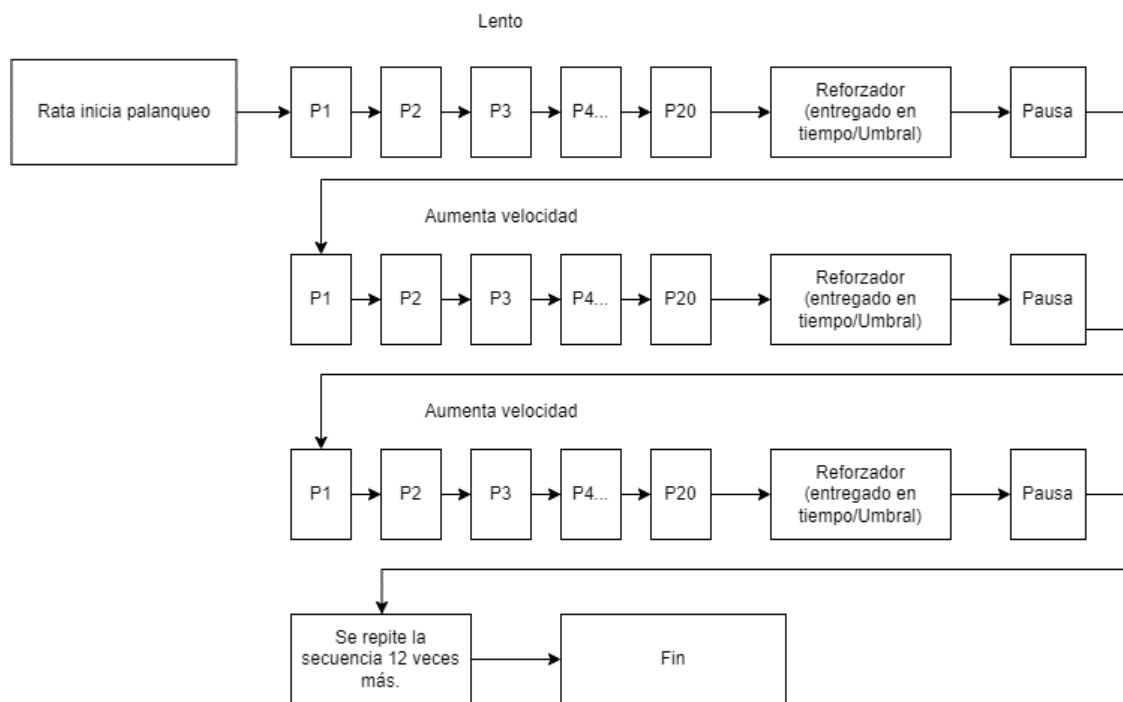 Lento
Rata inicia palanqueo
P1
P2
P3
P4...
P20
Reforzador
(entregado en
tiempo/Umbral)
Pausa
Aumenta velocidad
P1
P2
P3
P4...
P20
Reforzador
(entregado en
tiempo/Umbral)
Pausa
Aumenta velocidad
P1
P2
P3
P4...
P20
Reforzador
(entregado en
tiempo/Umbral)
Pausa
Se repite la
secuencia 12 veces
más.
Fin